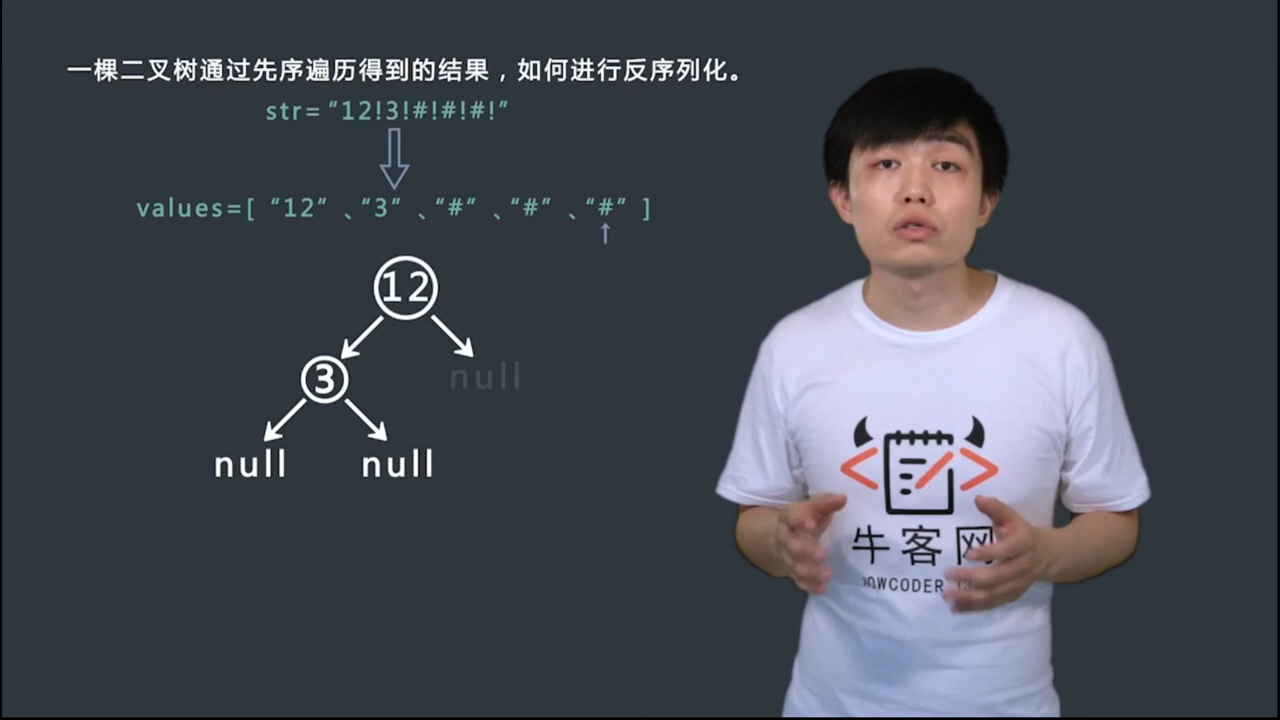 一棵二叉树通过先序遍历得到的结果，如何进行反序列化。
str=“12!3!#!#!#!”
values=[ “12” 、“3” 、“#” 、“#” 、“#” ]
12
3
null
null
null
牛客网